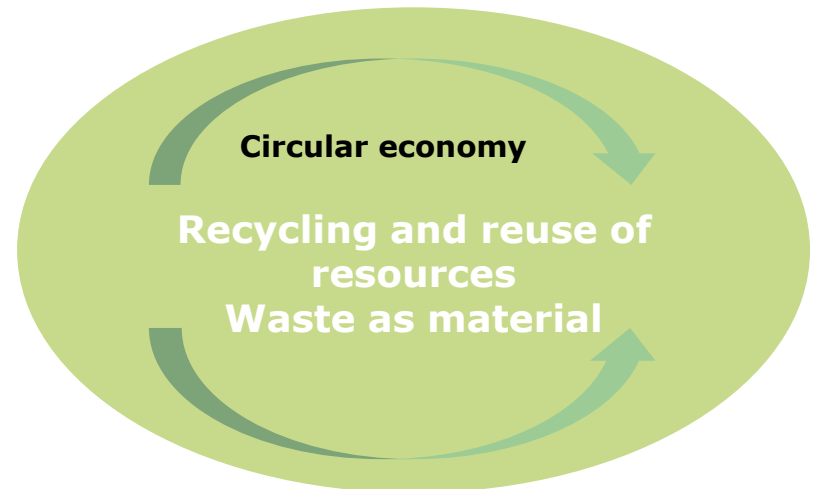 Circular economy
Recycling and reuse of
resources
Waste as material